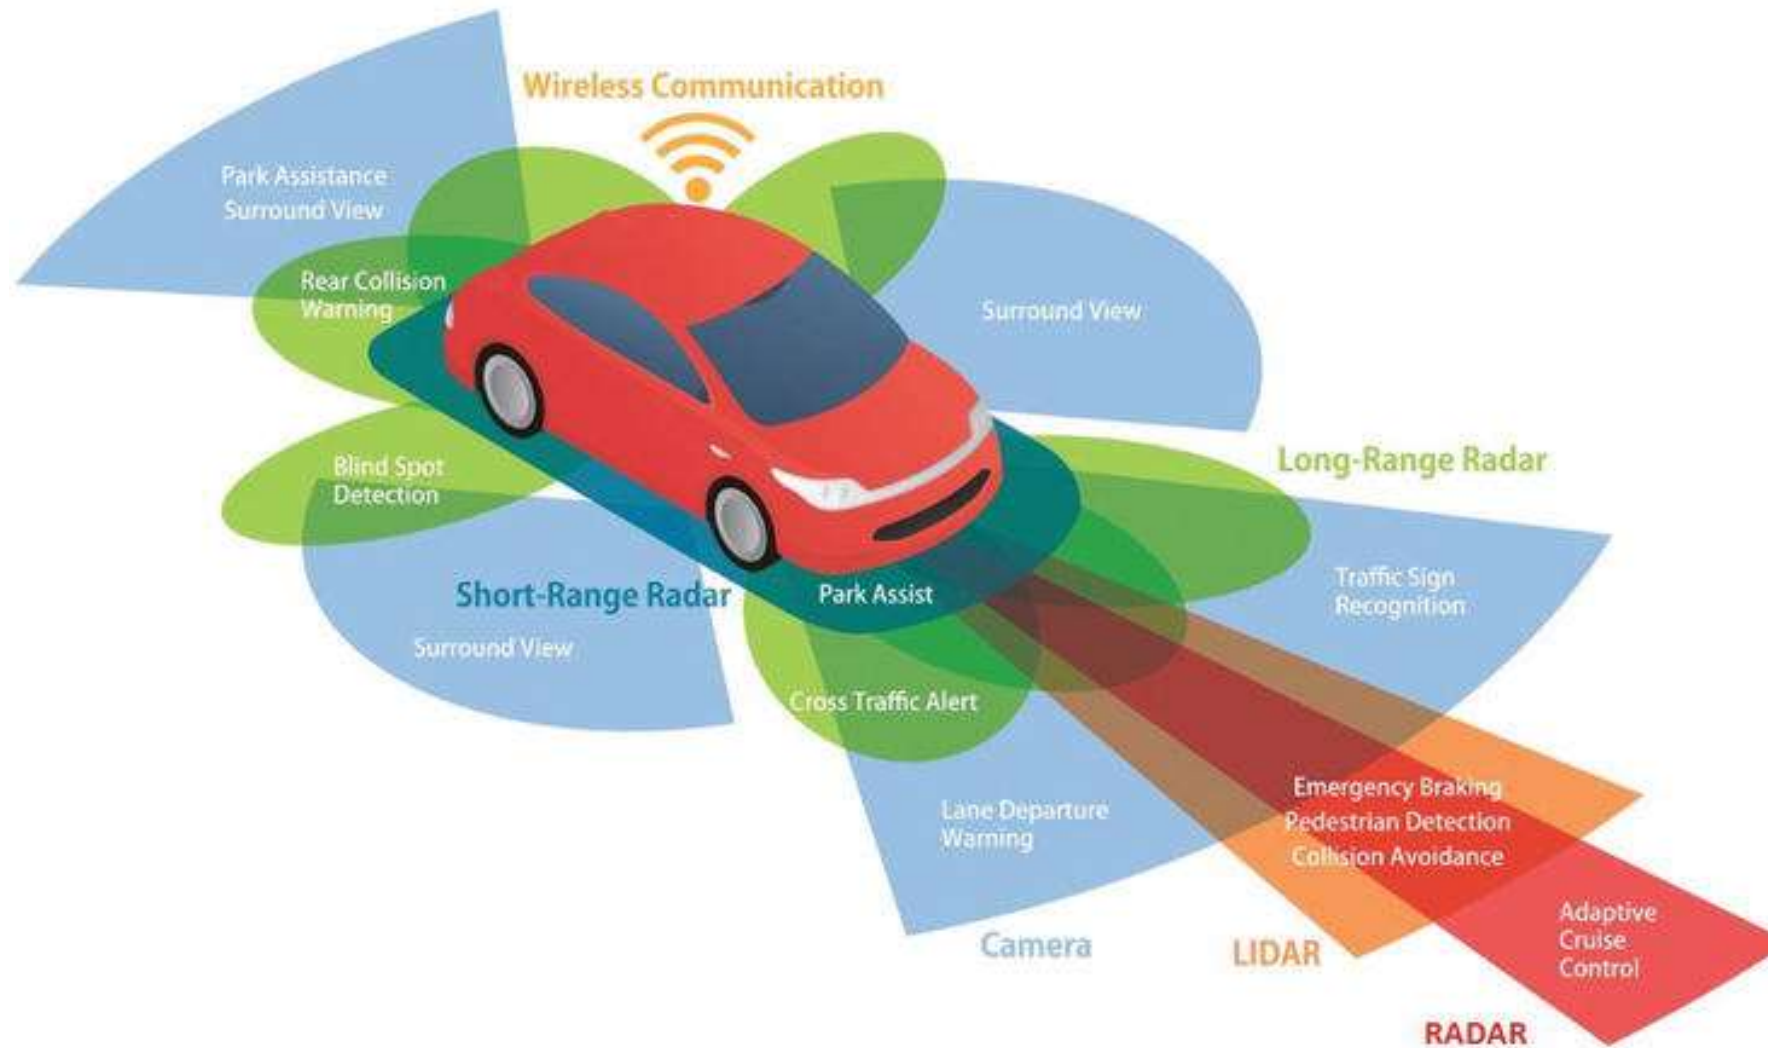 Wireless Communication
Park Assistance
Surround View
Rear Collision
Warning
Surround View
Blind Spot
Detection
Long-Range Radar
Traffic Sign
Recognition
Short-Range Radar
Park Assist
Surround View
Cross Traffic Alert
Lane Departure
Warning
Emergency Braking
Pedestrian Detection
Collision Avoidance
Adaptive
Cruise
Control
Camera
LIDAR
RADAR